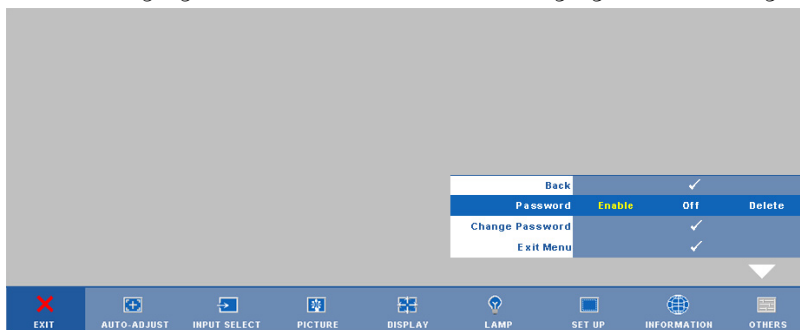 Back
Password Enable Off Delete
Change Password
Exit Menu
EXIT AUTO-ADJUST INPUT SELECT PICTURE DISPLAY LAMP SET UP INFORMATION OTHERS